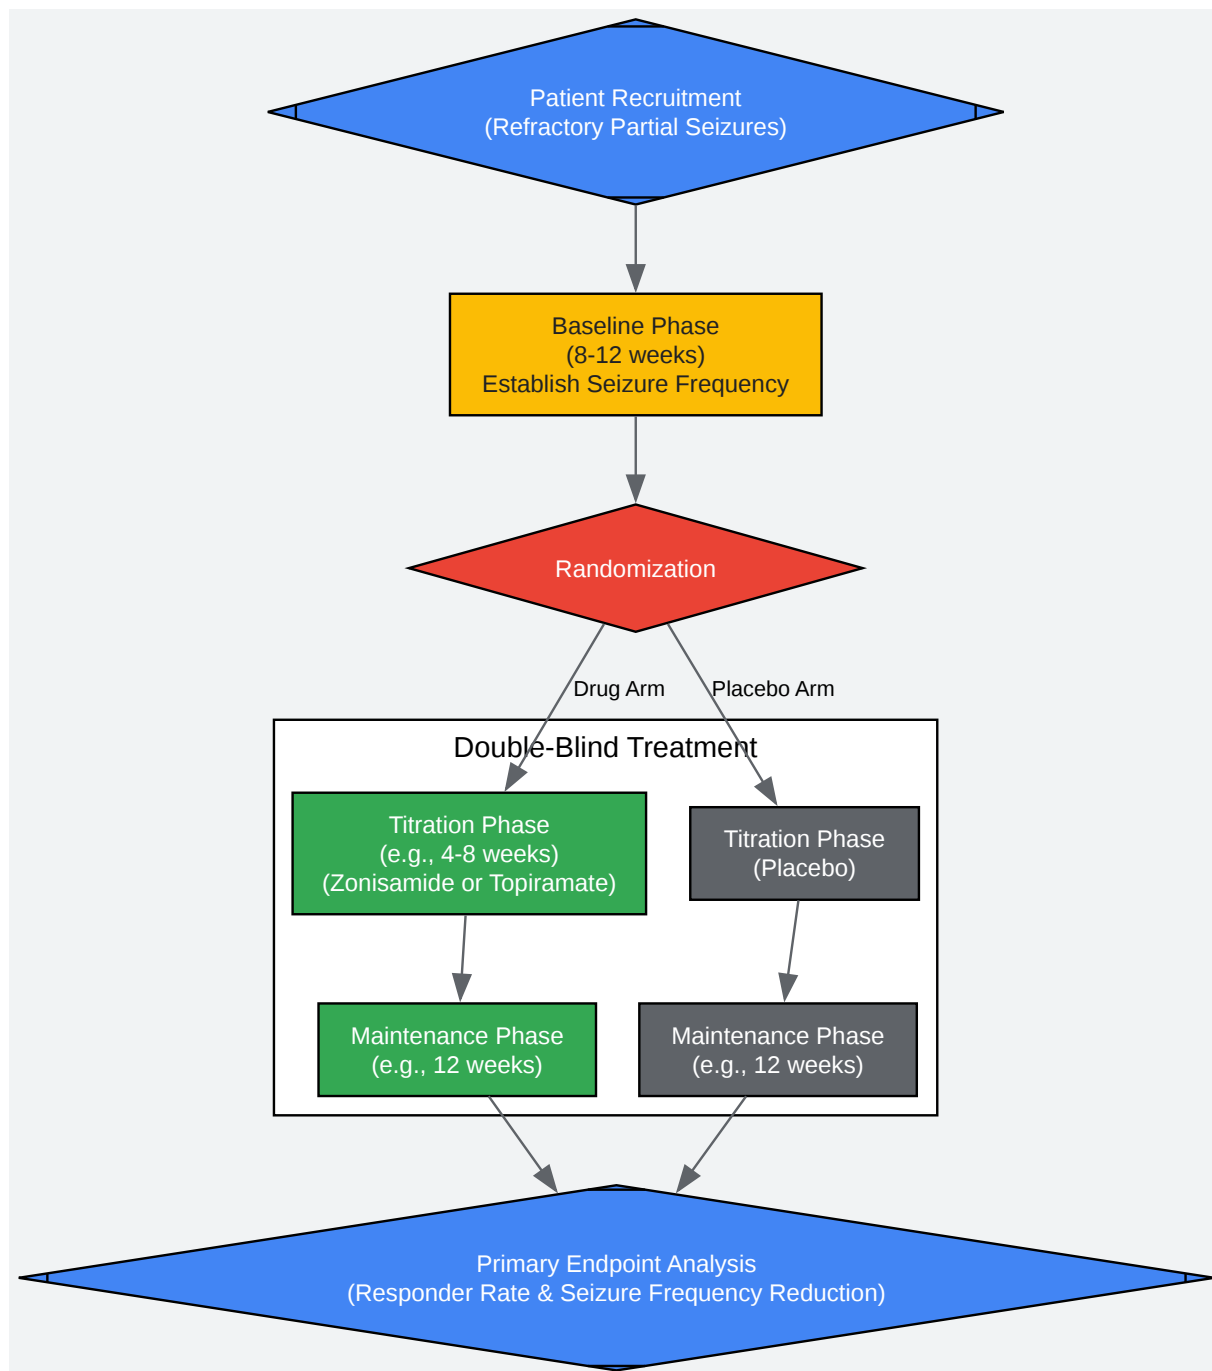 Patient Recruitment
(Refractory Partial Seizures)
Baseline Phase
(8-12 weeks)
Establish Seizure Frequency
Randomization
Drug Arm
Placebo Arm
Double-Blind Treatment
Titration Phase
(e.g., 4-8 weeks)
(Zonisamide or Topiramate)
Titration Phase
(Placebo)
Maintenance Phase
(e.g., 12 weeks)
Maintenance Phase
(e.g., 12 weeks)
Primary Endpoint Analysis
(Responder Rate & Seizure Frequency Reduction)